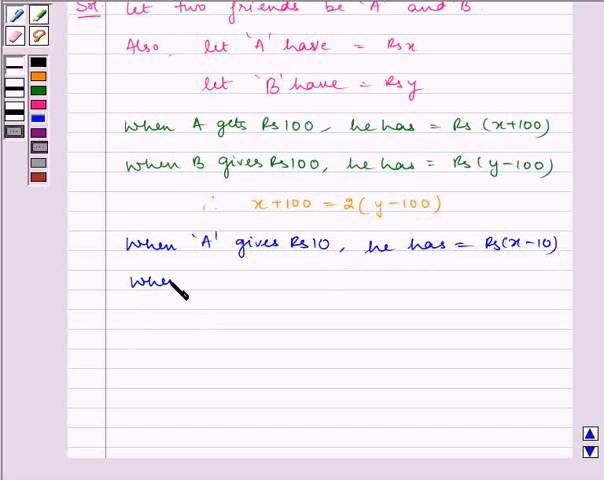 Sol. Let two friends be 'A' and 'B'.
Also, let 'A' have = Rs x
let 'B' have = Rs y
When A gets Rs 100, he has = Rs (x+100)
When B gives Rs 100, he has = Rs (y-100)
∴ x+100 = 2(y-100)
When 'A' gives Rs 10, he has = Rs (x-10)
When